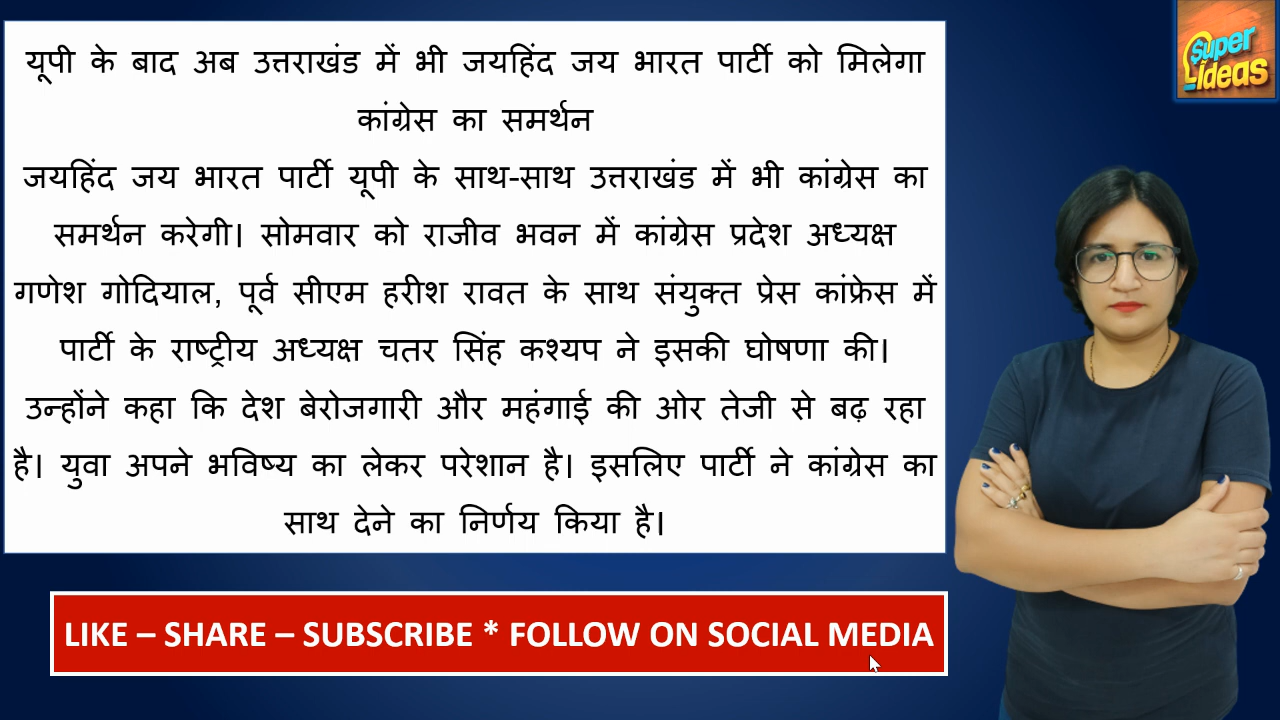 यूपी के बाद अब उत्तराखंड में भी जयहिंद जय भारत पार्टी को मिलेगा
कांग्रेस का समर्थन
जयहिंद जय भारत पार्टी यूपी के साथ-साथ उत्तराखंड में भी कांग्रेस का
समर्थन करेगी। सोमवार को राजीव भवन में कांग्रेस प्रदेश अध्यक्ष
गणेश गोदियाल, पूर्व सीएम हरीश रावत के साथ संयुक्त प्रेस कांफ्रेस में
पार्टी के राष्ट्रीय अध्यक्ष चतर सिंह कश्यप ने इसकी घोषणा की।
उन्होंने कहा कि देश बेरोजगारी और महंगाई की ओर तेजी से बढ़ रहा
है। युवा अपने भविष्य का लेकर परेशान है। इसलिए पार्टी ने कांग्रेस का
साथ देने का निर्णय किया है।
LIKE – SHARE – SUBSCRIBE * FOLLOW ON SOCIAL MEDIA
Super
Ideas